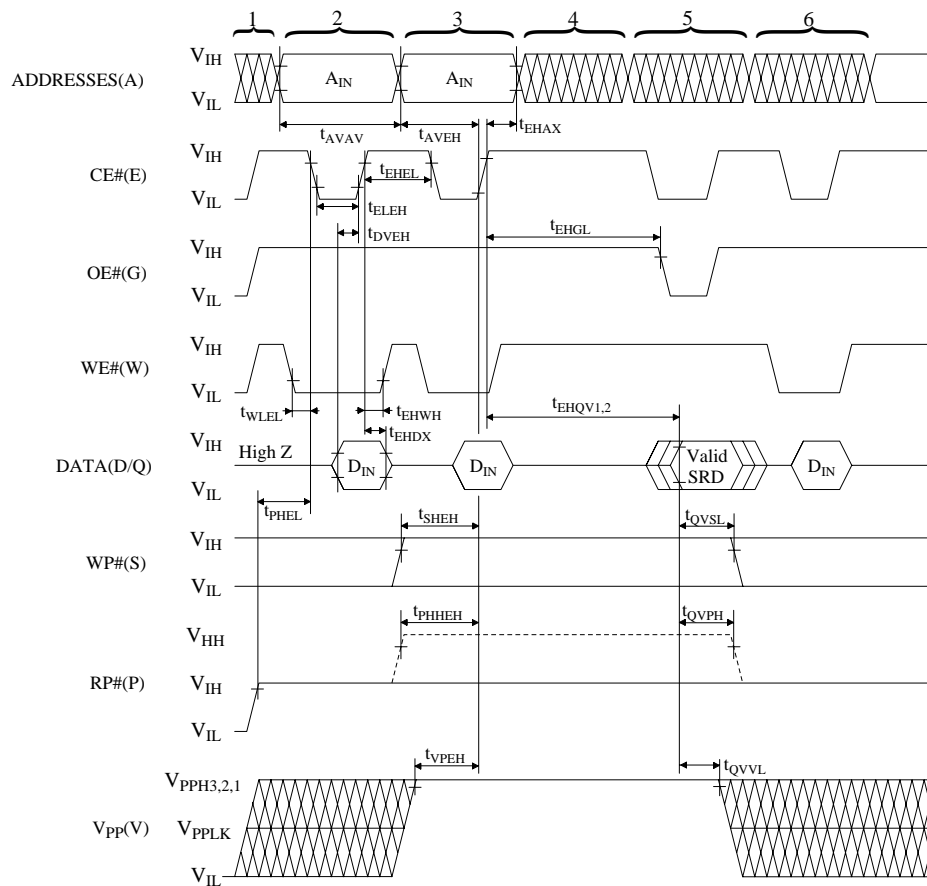 1 2 3 4 5 6
VIH
ADDRESSES(A) AIN AIN
VIL
tAVAV tAVEH tEHAX
VIH
CE#(E) tEHEL
VIL tELEH
tDVEH tEHGL
VIH
OE#(G)
VIL
VIH
WE#(W)
VIL
tWLEL tEHWH tEHQV1,2
tEHDX
VIH High Z
DATA(D/Q) DIN DIN Valid SRD DIN
VIL
tPHEL tSHEH tQVSL
VIH
WP#(S)
VIL
tPHHEH tQVPH
VHH
RP#(P) VIH
VIL
tVPEH tQVVL
VPPH3,2,1
VPP(V) VPPLK
VIL